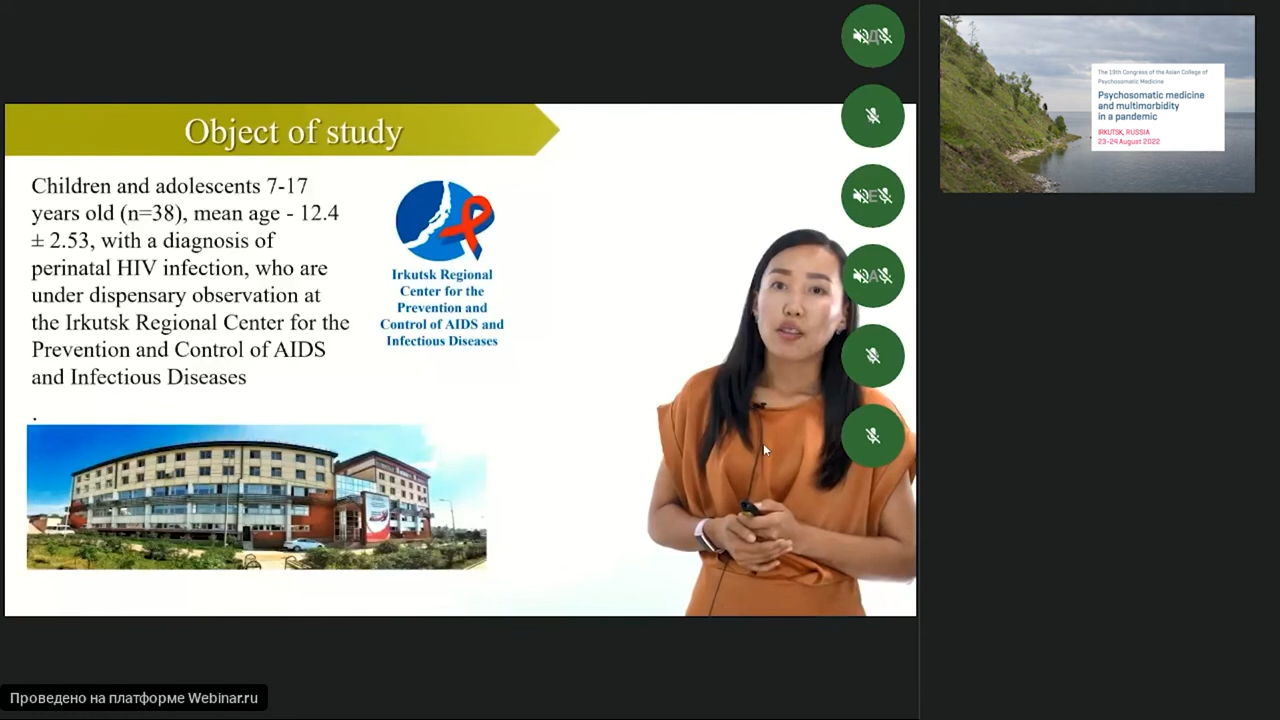 Object of study
Children and adolescents 7-17
years old (n=38), mean age - 12.4
± 2.53, with a diagnosis of
perinatal HIV infection, who are
under dispensary observation at
the Irkutsk Regional Center for the
Prevention and Control of AIDS
and Infectious Diseases
.
Irkutsk Regional
Center for the
Prevention and
Control of AIDS and
Infectious Diseases
Д
Е
А
The 19th Congress of the Asian College of
Psychosomatic Medicine
Psychosomatic medicine
and multimorbidity
in a pandemic
IRKUTSK, RUSSIA
23-24 August 2022
Проведено на платформе Webinar.ru